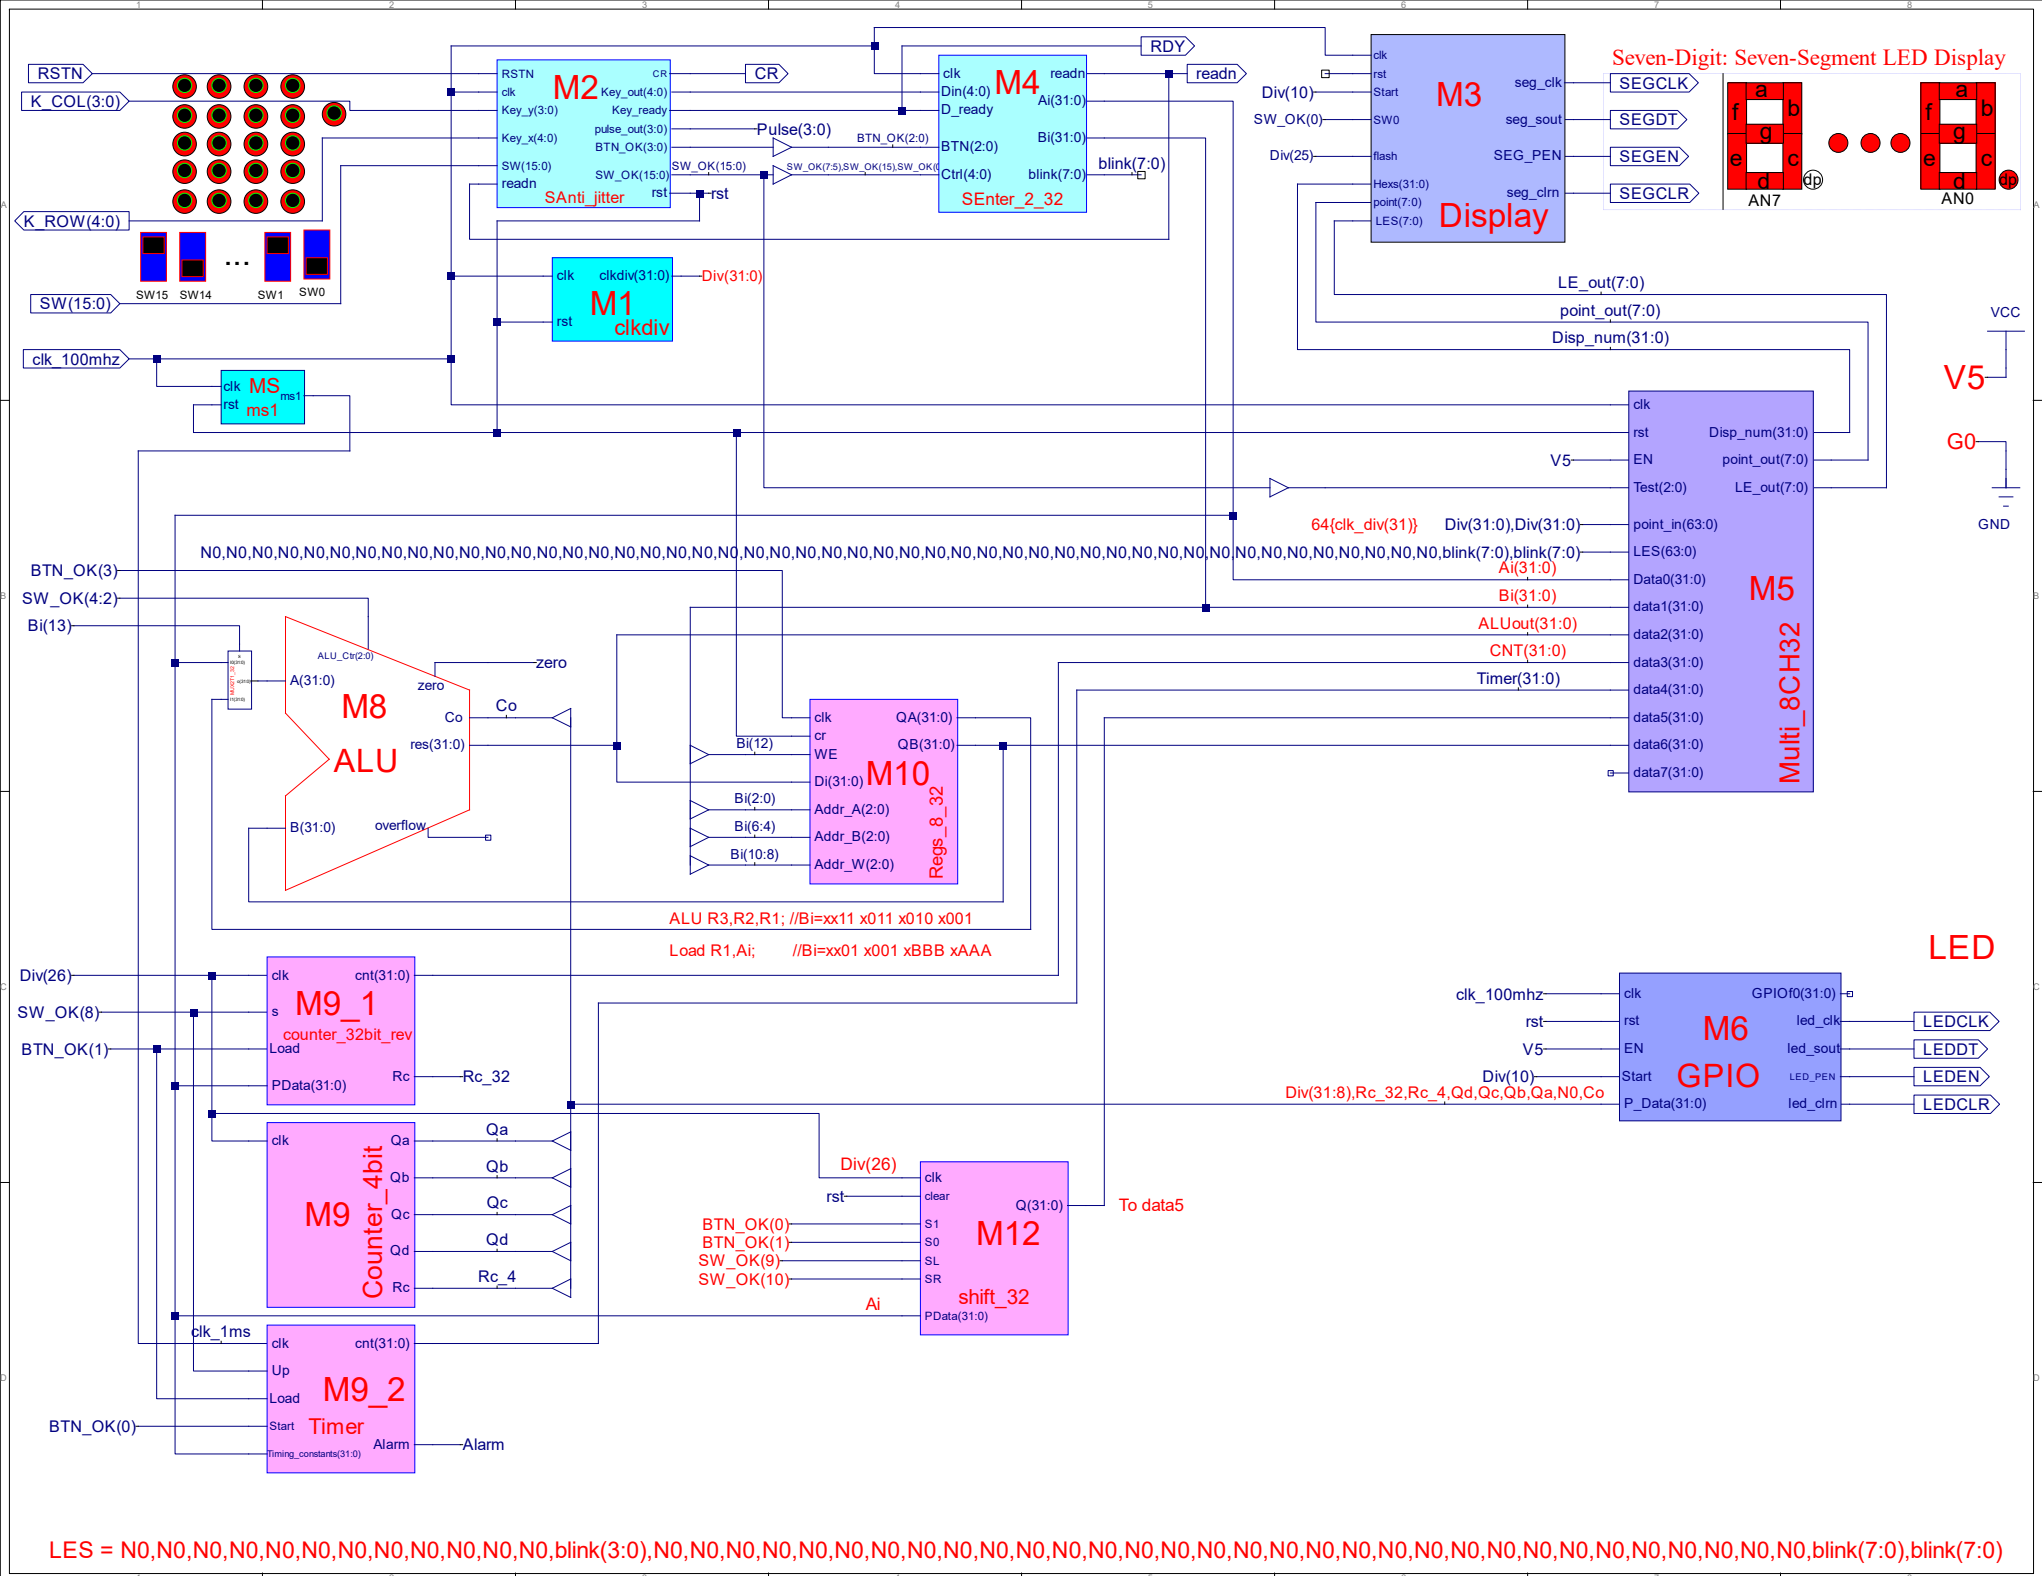 1 2 3 4 5 6 7 8
RSTN
K_COL(3:0)
K_ROW(4:0)
SW15 SW14 ... SW1 SW0
SW(15:0)
clk_100mhz
RSTN
clk
Key_y(3:0)
Key_x(4:0)
SW(15:0)
readn
M2
CR
Key_out(4:0)
Key_ready
pulse_out(3:0)
BTN_OK(3:0)
SW_OK(15:0)
rst
SAnti_jitter
CR
Pulse(3:0)
BTN_OK(2:0)
SW_OK(15:0)
SW_OK(7:5),SW_OK(15),SW_OK(
rst
RDY
clk
Din(4:0)
D_ready
BTN(2:0)
Ctrl(4:0)
M4
readn
Ai(31:0)
Bi(31:0)
blink(7:0)
SEnter_2_32
readn
blink(7:0)
Div(10)
SW_OK(0)
Div(25)
clk
rst
Start
SW0
flash
Hexs(31:0)
point(7:0)
LES(7:0)
M3
Display
seg_clk
seg_sout
SEG_PEN
seg_clrn
SEGCLK
SEGDT
SEGEN
SEGCLR
Seven-Digit: Seven-Segment LED Display
a
f b
g
e c
d
dp
AN7
a
f b
g
e c
d
dp
AN0
clk clkdiv(31:0)
M1
rst
clkdiv
Div(31:0)
LE_out(7:0)
point_out(7:0)
Disp_num(31:0)
VCC
V5
G0
GND
clk MS
ms1
rst ms1
clk
rst
EN
Test(2:0)
point_in(63:0)
LES(63:0)
Data0(31:0)
data1(31:0)
data2(31:0)
data3(31:0)
data4(31:0)
data5(31:0)
data6(31:0)
data7(31:0)
Disp_num(31:0)
point_out(7:0)
LE_out(7:0)
M5
Multi_8CH32
V5
64{clk_div(31)} Div(31:0),Div(31:0)
N0,N0,N0,N0,N0,N0,N0,N0,N0,N0,N0,N0,N0,N0,N0,N0,N0,N0,N0,N0,N0,N0,N0,N0,N0,N0,N0,N0,N0,N0,N0,N0,N0,N0,N0,N0,N0,N0,N0,N0,N0,N0,N0,N0,N0,N0,N0,N0,blink(7:0),blink(7:0)
Ai(31:0)
Bi(31:0)
ALUout(31:0)
CNT(31:0)
Timer(31:0)
BTN_OK(3)
SW_OK(4:2)
Bi(13)
ALU_Ctr(2:0)
A(31:0)
M8
ALU
zero
Co
res(31:0)
B(31:0)
overflow
zero
Co
Bi(12)
Bi(2:0)
Bi(6:4)
Bi(10:8)
clk
cr
WE
Di(31:0)
Addr_A(2:0)
Addr_B(2:0)
Addr_W(2:0)
QA(31:0)
QB(31:0)
M10
Regs_8_32
ALU R3,R2,R1; //Bi=xx11 x011 x010 x001
Load R1,Ai; //Bi=xx01 x001 xBBB xAAA
Div(26)
SW_OK(8)
BTN_OK(1)
clk
s
Load
PData(31:0)
cnt(31:0)
M9_1
counter_32bit_rev
Rc
Rc_32
clk
M9
Counter_4bit
Qa
Qb
Qc
Qd
Rc
Qa
Qb
Qc
Qd
Rc_4
clk_1ms
BTN_OK(0)
clk
Up
Load
Start
Timing_constants(31:0)
cnt(31:0)
M9_2
Timer
Alarm
Alarm
Div(26)
rst
BTN_OK(0)
BTN_OK(1)
SW_OK(9)
SW_OK(10)
Ai
clk
clear
S1
S0
SL
SR
PData(31:0)
Q(31:0)
M12
shift_32
To data5
LED
clk_100mhz
rst
V5
Div(10)
Div(31:8),Rc_32,Rc_4,Qd,Qc,Qb,Qa,N0,Co
clk
rst
EN
Start
P_Data(31:0)
M6
GPIO
GPIOf0(31:0)
led_clk
led_sout
LED_PEN
led_clrn
LEDCLK
LEDDT
LEDEN
LEDCLR
LES = N0,N0,N0,N0,N0,N0,N0,N0,N0,N0,N0,N0,blink(3:0),N0,N0,N0,N0,N0,N0,N0,N0,N0,N0,N0,N0,N0,N0,N0,N0,N0,N0,N0,N0,N0,N0,N0,N0,N0,N0,N0,N0,N0,N0,N0,N0,blink(7:0),blink(7:0)